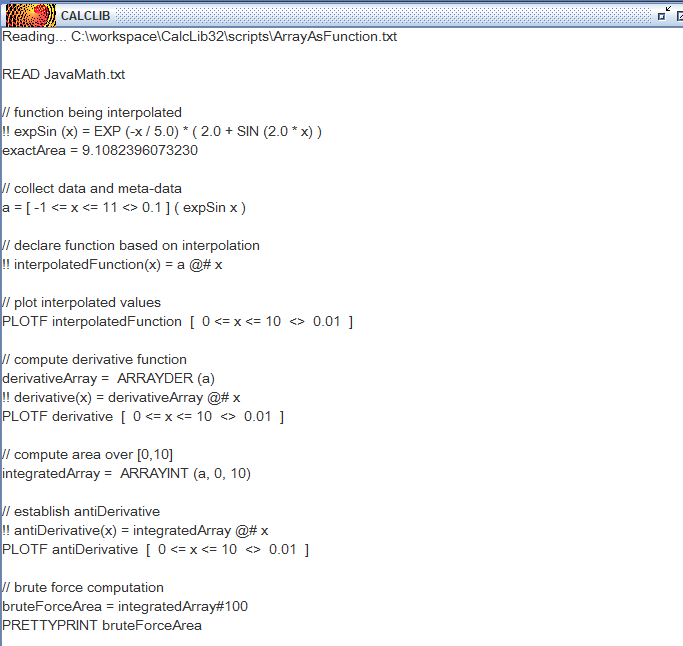 CALCLIB
Reading... C:\workspace\CalcLib32\scripts\ArrayAsFunction.txt
READ JavaMath.txt
// function being interpolated
!! expSin (x) = EXP (-x / 5.0) * ( 2.0 + SIN (2.0 * x) )
exactArea = 9.1082396073230
// collect data and meta-data
a = [ -1 <= x <= 11 <> 0.1 ] ( expSin x )
// declare function based on interpolation
!! interpolatedFunction(x) = a @# x
// plot interpolated values
PLOTF interpolatedFunction [ 0 <= x <= 10 <> 0.01 ]
// compute derivative function
derivativeArray = ARRAYDER (a)
!! derivative(x) = derivativeArray @# x
PLOTF derivative [ 0 <= x <= 10 <> 0.01 ]
// compute area over [0,10]
integratedArray = ARRAYINT (a, 0, 10)
// establish antiDerivative
!! antiDerivative(x) = integratedArray @# x
PLOTF antiDerivative [ 0 <= x <= 10 <> 0.01 ]
// brute force computation
bruteForceArea = integratedArray#100
PRETTYPRINT bruteForceArea